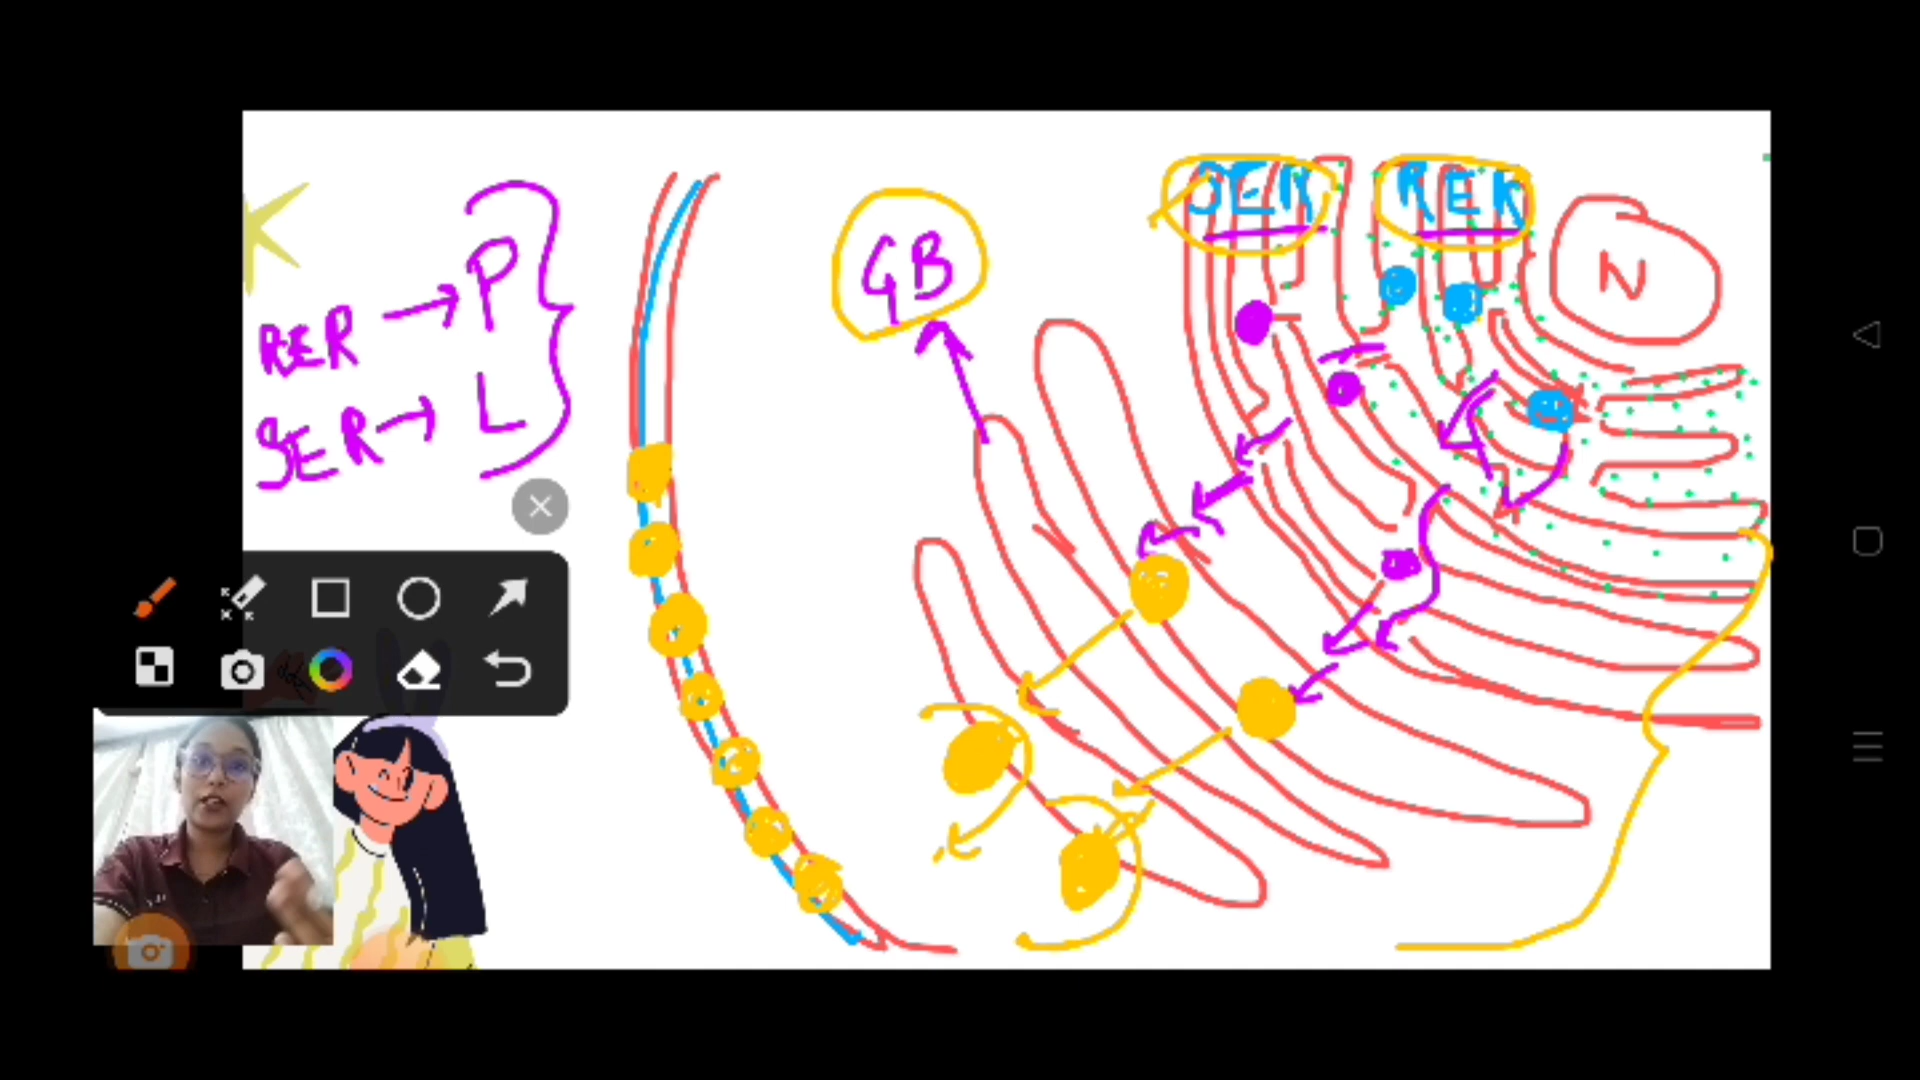 SER RER
N
GB
RER → P
SER → L